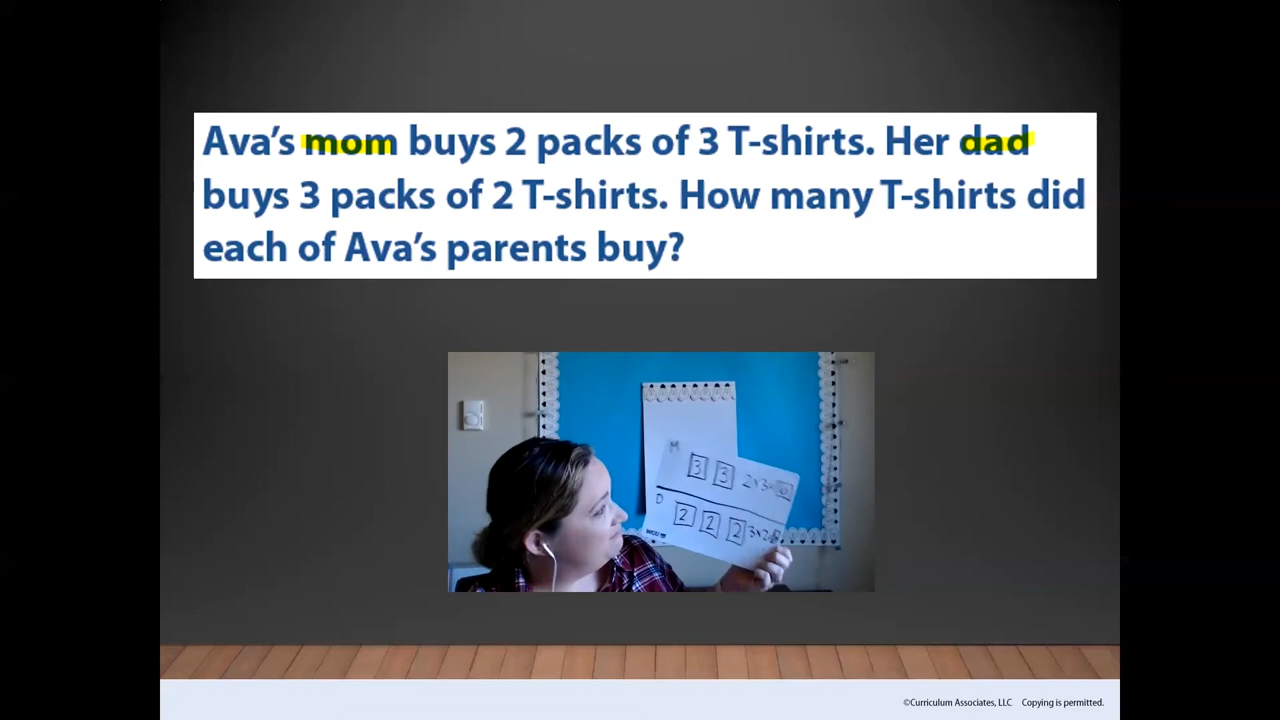 Ava’s mom buys 2 packs of 3 T-shirts. Her dad
buys 3 packs of 2 T-shirts. How many T-shirts did
each of Ava’s parents buy?
M
3 3 2×3=
D
2 2 2 3×2
©Curriculum Associates, LLC Copying is permitted.